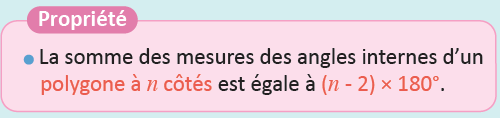 Propriété
• La somme des mesures des angles internes d'un
polygone à n côtés est égale à (n - 2) × 180°.